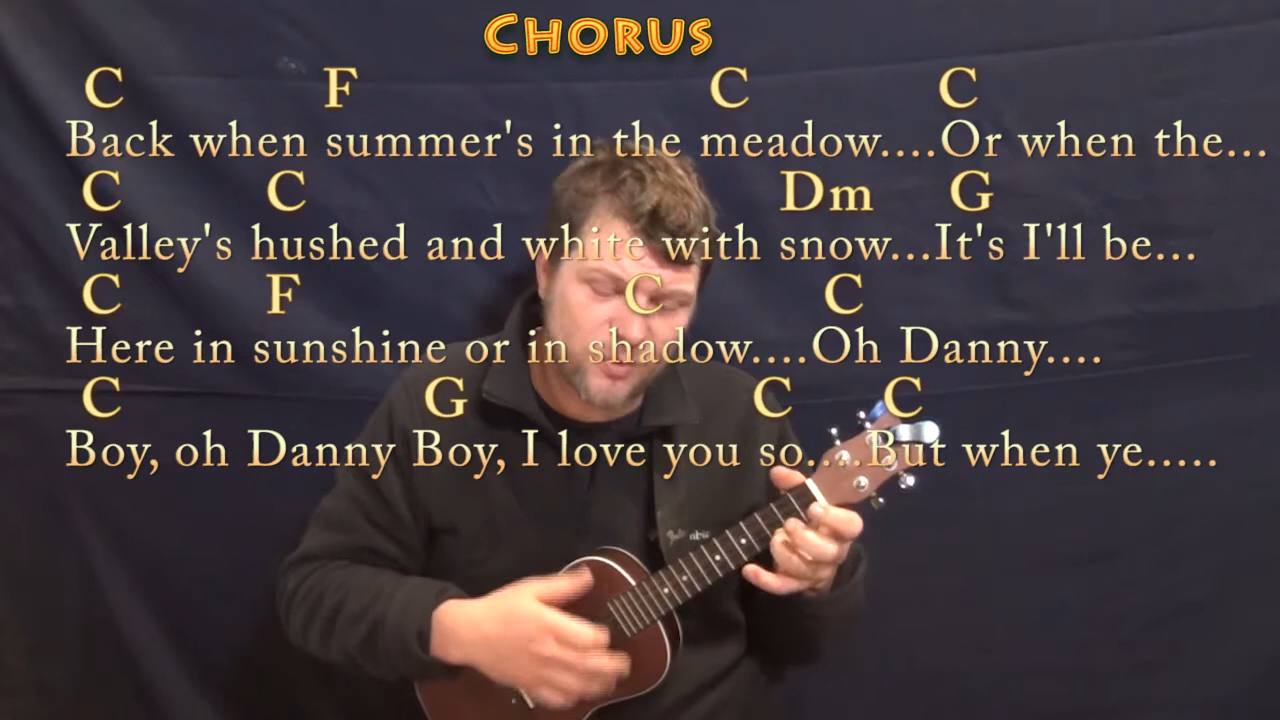 CHORUS
C F C C
Back when summer's in the meadow....Or when the...
C C Dm G
Valley's hushed and white with snow...It's I'll be...
C F C C
Here in sunshine or in shadow....Oh Danny....
C G C C
Boy, oh Danny Boy, I love you so....But when ye.....